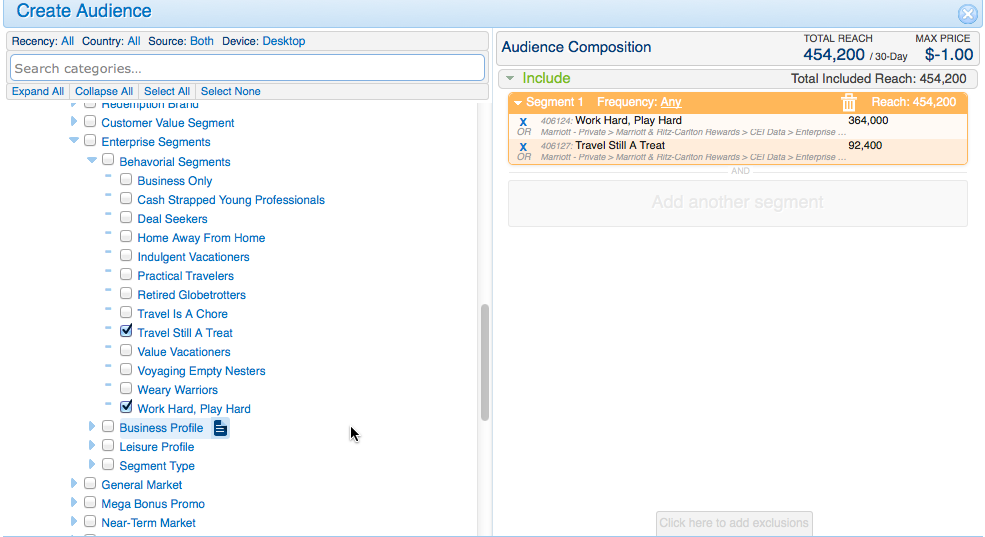 Create Audience
Recency: All Country: All Source: Both Device: Desktop
Search categories...
Expand All Collapse All Select All Select None
Redemption Brand
Customer Value Segment
Enterprise Segments
Behavorial Segments
Business Only
Cash Strapped Young Professionals
Deal Seekers
Home Away From Home
Indulgent Vacationers
Practical Travelers
Retired Globetrotters
Travel Is A Chore
Travel Still A Treat
Value Vacationers
Voyaging Empty Nesters
Weary Warriors
Work Hard, Play Hard
Business Profile
Leisure Profile
Segment Type
General Market
Mega Bonus Promo
Near-Term Market
Audience Composition
TOTAL REACH
454,200 / 30-Day
MAX PRICE
$-1.00
Include Total Included Reach: 454,200
Segment 1 Frequency: Any Reach: 454,200
X 406124: Work Hard, Play Hard 364,000
OR Marriott - Private > Marriott & Ritz-Carlton Rewards > CEI Data > Enterprise ...
X 406127: Travel Still A Treat 92,400
OR Marriott - Private > Marriott & Ritz-Carlton Rewards > CEI Data > Enterprise ...
AND
Add another segment
Click here to add exclusions